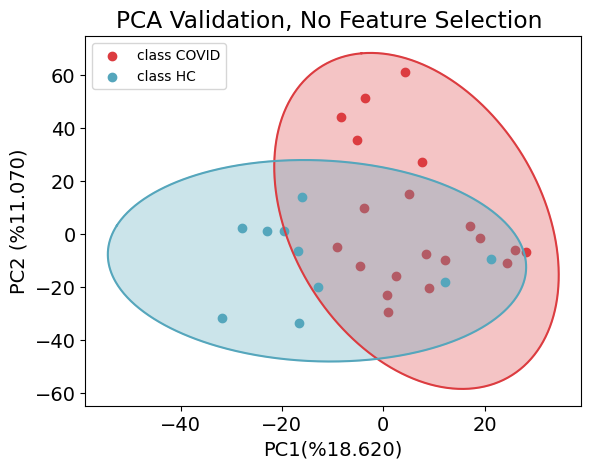 PCA Validation, No Feature Selection
class COVID
class HC
60
40
20
0
−20
−40
−60
PC2 (%11.070)
−40
−20
0
20
PC1(%18.620)